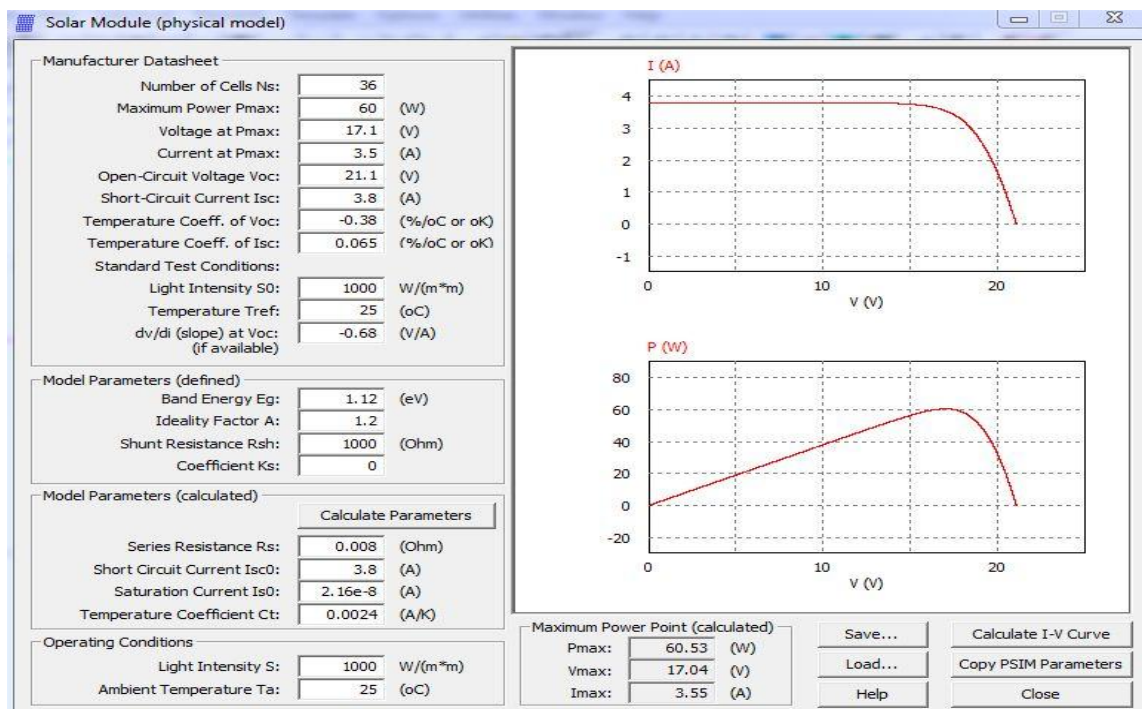 Solar Module (physical model)
Manufacturer Datasheet
Number of Cells Ns: 36
Maximum Power Pmax: 60 (W)
Voltage at Pmax: 17.1 (V)
Current at Pmax: 3.5 (A)
Open-Circuit Voltage Voc: 21.1 (V)
Short-Circuit Current Isc: 3.8 (A)
Temperature Coeff. of Voc: -0.38 (%/oC or oK)
Temperature Coeff. of Isc: 0.065 (%/oC or oK)
Standard Test Conditions:
Light Intensity S0: 1000 W/(m*m)
Temperature Tref: 25 (oC)
dv/di (slope) at Voc: -0.68 (V/A)
(if available)
Model Parameters (defined)
Band Energy Eg: 1.12 (eV)
Ideality Factor A: 1.2
Shunt Resistance Rsh: 1000 (Ohm)
Coefficient Ks: 0
Model Parameters (calculated)
Calculate Parameters
Series Resistance Rs: 0.008 (Ohm)
Short Circuit Current Isc0: 3.8 (A)
Saturation Current Is0: 2.16e-8 (A)
Temperature Coefficient Ct: 0.0024 (A/K)
Operating Conditions
Light Intensity S: 1000 W/(m*m)
Ambient Temperature Ta: 25 (oC)
I (A)
4
3
2
1
0
-1
0 10 20
V (V)
P (W)
80
60
40
20
0
-20
0 10 20
V (V)
Maximum Power Point (calculated)
Pmax: 60.53 (W)
Vmax: 17.04 (V)
Imax: 3.55 (A)
Save... Calculate I-V Curve
Load... Copy PSIM Parameters
Help Close